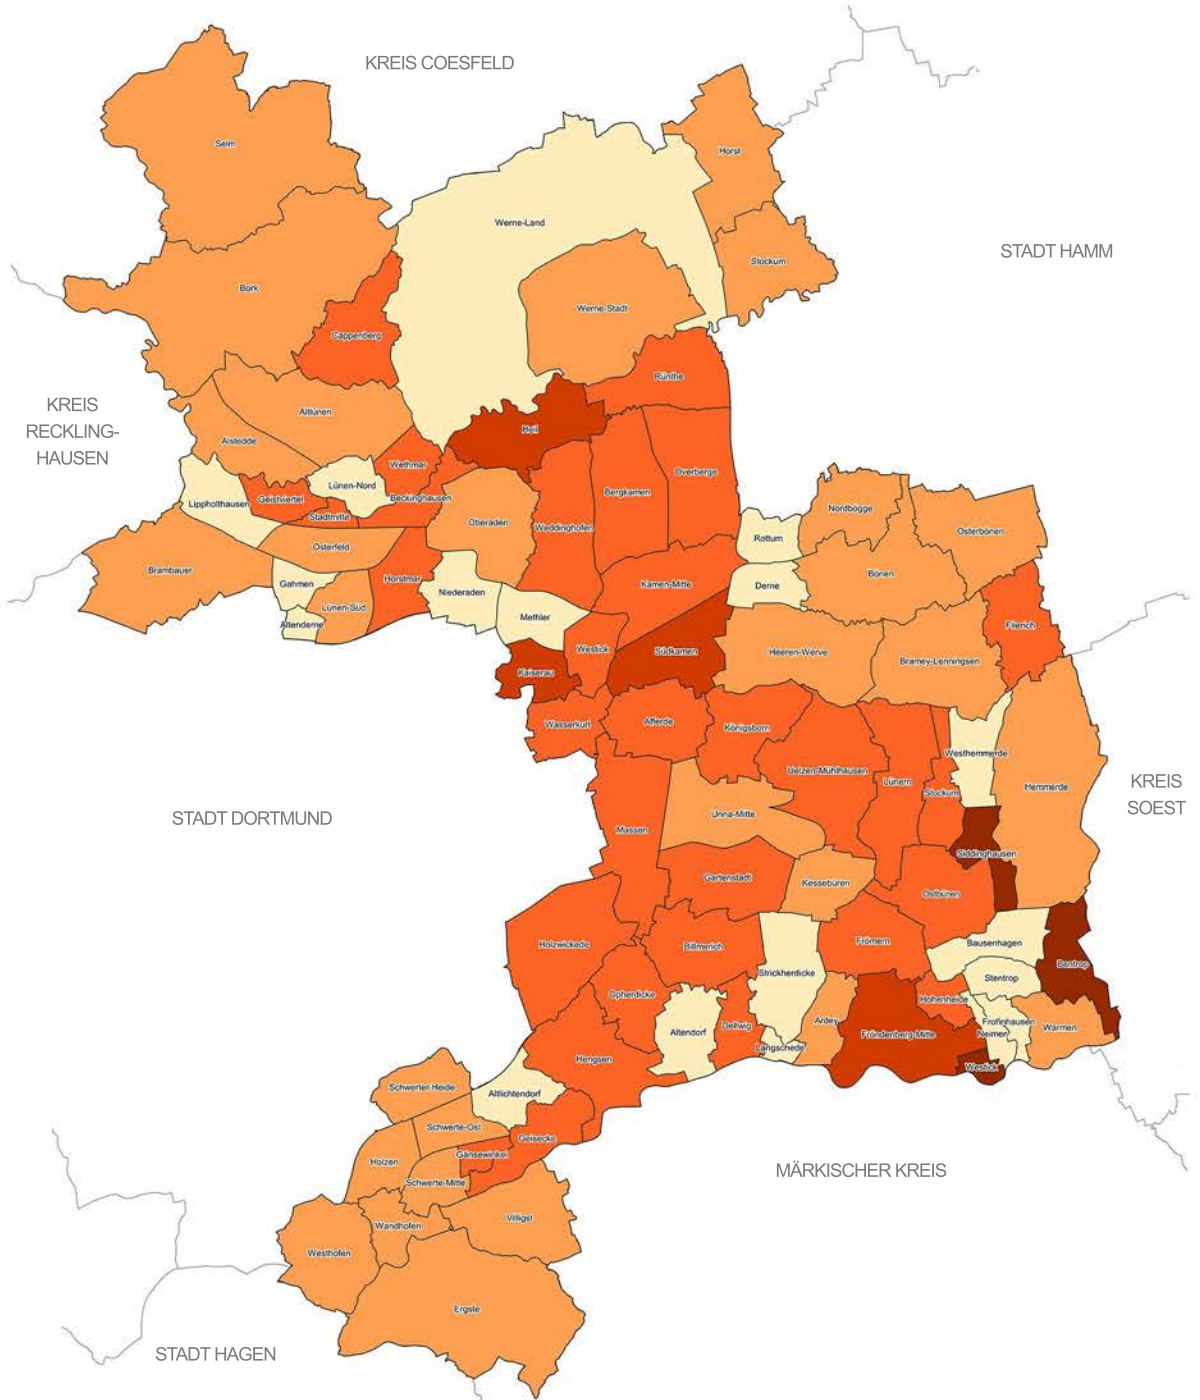 KREIS COESFELD
Selm
Horst
Werne-Land
STADT HAMM
Stockum
Bork
Werne-Stadt
Cappenberg
Rünthe
KREIS
RECKLING-
HAUSEN
Altlünen
Heil
Alstedde
Wethmar
Overberge
Lünen-Nord
Bergkamen
Geistviertel
Beckinghausen
Lippholthausen
Nordbögge
Stadtmitte
Oberaden
Weddinghofen
Osterbönen
Rottum
Osterfeld
Brambauer
Bönen
Horstmar
Kamen-Mitte
Gahmen
Derne
Niederaden
Lünen-Süd
Methler
Altenderne
Flierich
Westick
Südkamen
Heeren-Werve
Bramey-Lenningsen
Kaiserau
Wasserkurl
Afferde
Königsborn
Westhemmerde
Uelzen-Mühlhausen
Lünern
KREIS
SOEST
Hemmerde
Stockum
Unna-Mitte
STADT DORTMUND
Massen
Siddinghausen
Gartenstadt
Kessebüren
Ostbüren
Holzwickede
Billmerich
Frömern
Bausenhagen
Bentrop
Strickherdicke
Stentrop
Opherdicke
Hohenheide
Altendorf
Dellwig
Ardey
Frohnhausen
Neimen
Warmen
Fröndenberg-Mitte
Langschede
Hengsen
Westick
Schwerter Heide
Altlichtendorf
Schwerte-Ost
Geisecke
Gänsewinkel
Holzen
MÄRKISCHER KREIS
Schwerte-Mitte
Villigst
Wandhofen
Westhofen
Ergste
STADT HAGEN